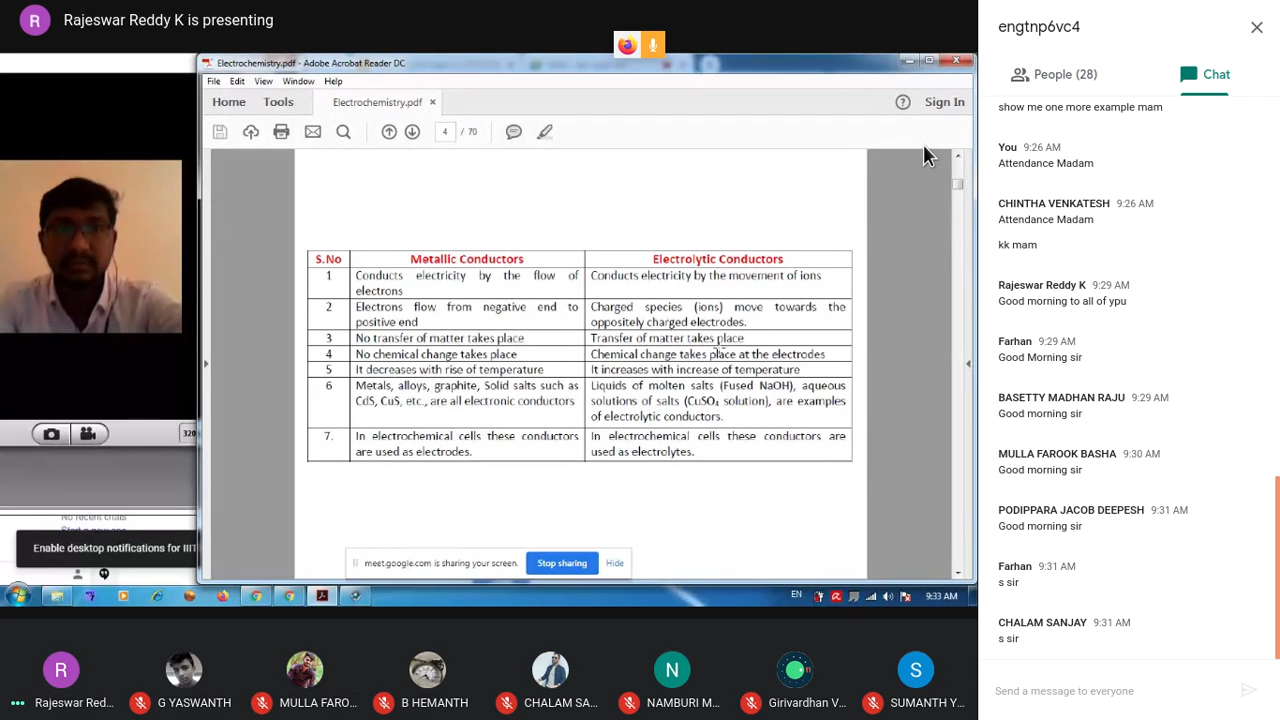 R Rajeswar Reddy K is presenting
Electrochemistry.pdf - Adobe Acrobat Reader DC
File Edit View Window Help
Home Tools Electrochemistry.pdf × ? Sign In
4 / 70
S.No Metallic Conductors Electrolytic Conductors
1 Conducts electricity by the flow of electrons
Conducts electricity by the movement of ions
2 Electrons flow from negative end to positive end
Charged species (ions) move towards the oppositely charged electrodes.
3 No transfer of matter takes place
Transfer of matter takes place
4 No chemical change takes place
Chemical change takes place at the electrodes
5 It decreases with rise of temperature
It increases with increase of temperature
6 Metals, alloys, graphite, Solid salts such as CdS, CuS, etc., are all electronic conductors
Liquids of molten salts (Fused NaOH), aqueous solutions of salts (CuSO₄ solution), are examples of electrolytic conductors.
7. In electrochemical cells these conductors are used as electrodes.
In electrochemical cells these conductors are used as electrolytes.
320
No recent chats
Enable desktop notifications for IIIT
meet.google.com is sharing your screen. Stop sharing Hide
EN 9:33 AM
R N S
Rajeswar Red... G YASWANTH MULLA FARO... B HEMANTH CHALAM SA... NAMBURI M... Girivardhan V... SUMANTH Y...
engtnp6vc4
People (28) Chat
show me one more example mam
You 9:26 AM
Attendance Madam
CHINTHA VENKATESH 9:26 AM
Attendance Madam
kk mam
Rajeswar Reddy K 9:29 AM
Good morning to all of ypu
Farhan 9:29 AM
Good Morning sir
BASETTY MADHAN RAJU 9:29 AM
Good morning sir
MULLA FAROOK BASHA 9:30 AM
Good morning sir
PODIPPARA JACOB DEEPESH 9:31 AM
Good morning sir
Farhan 9:31 AM
s sir
CHALAM SANJAY 9:31 AM
s sir
Send a message to everyone